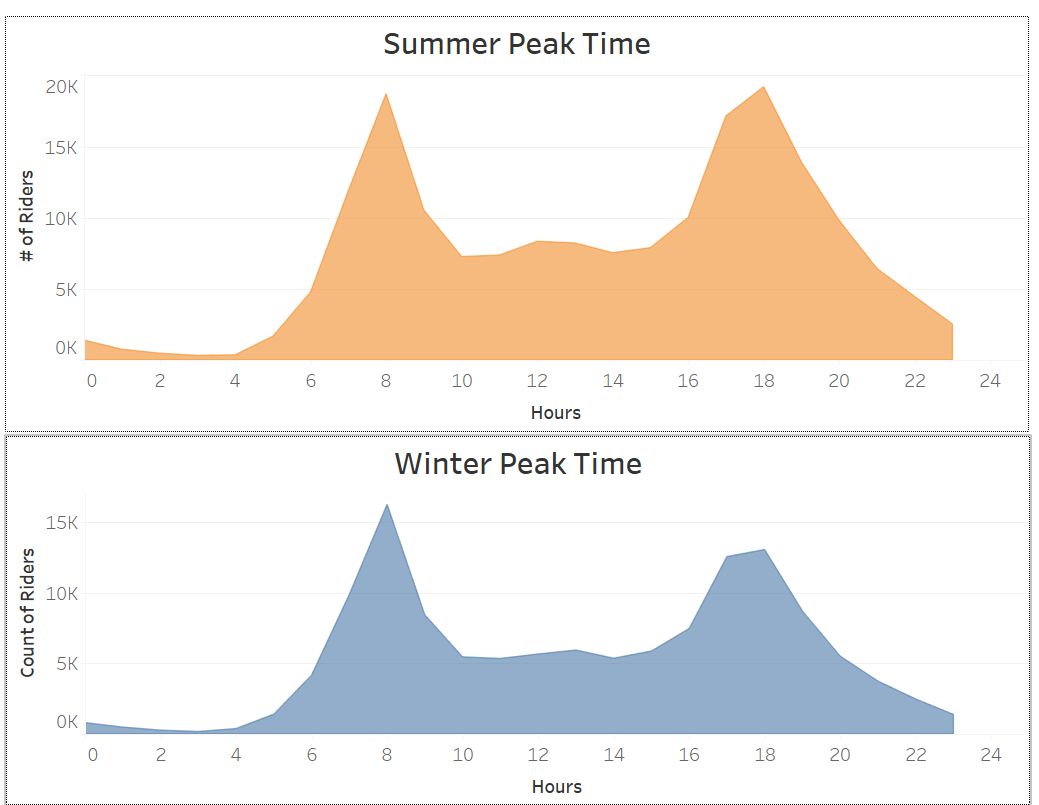 Summer Peak Time
20K
15K
10K
5K
0K
# of Riders
0 2 4 6 8 10 12 14 16 18 20 22 24
Hours
Winter Peak Time
15K
10K
5K
0K
Count of Riders
0 2 4 6 8 10 12 14 16 18 20 22 24
Hours